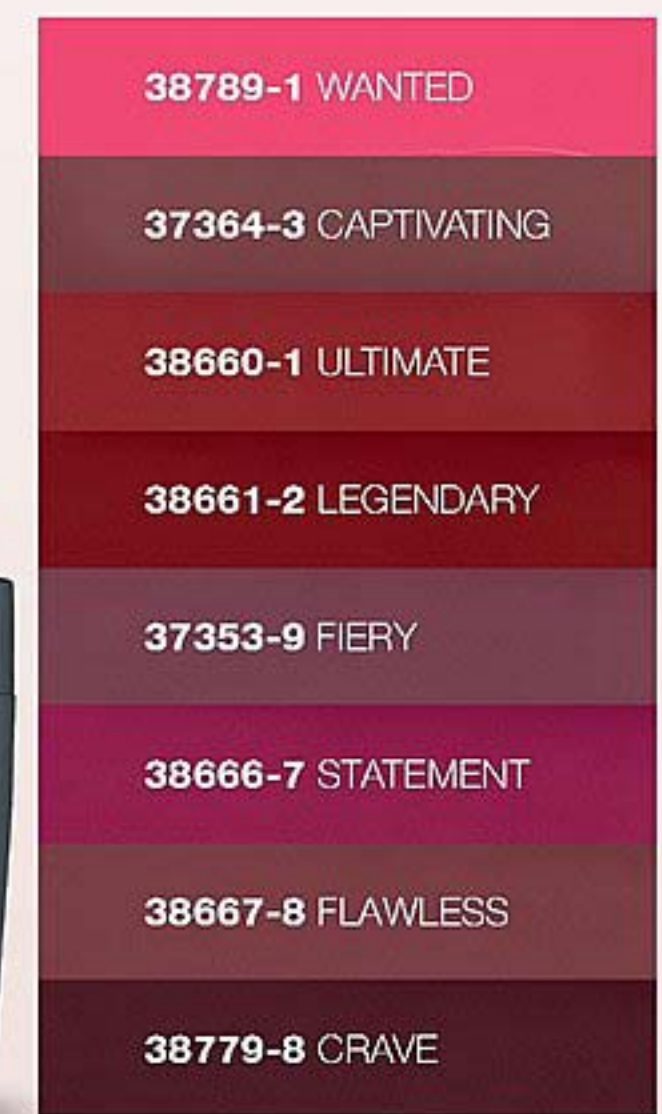 38789-1 WANTED
37364-3 CAPTIVATING
38660-1 ULTIMATE
38661-2 LEGENDARY
37353-9 FIERY
38666-7 STATEMENT
38667-8 FLAWLESS
38779-8 CRAVE